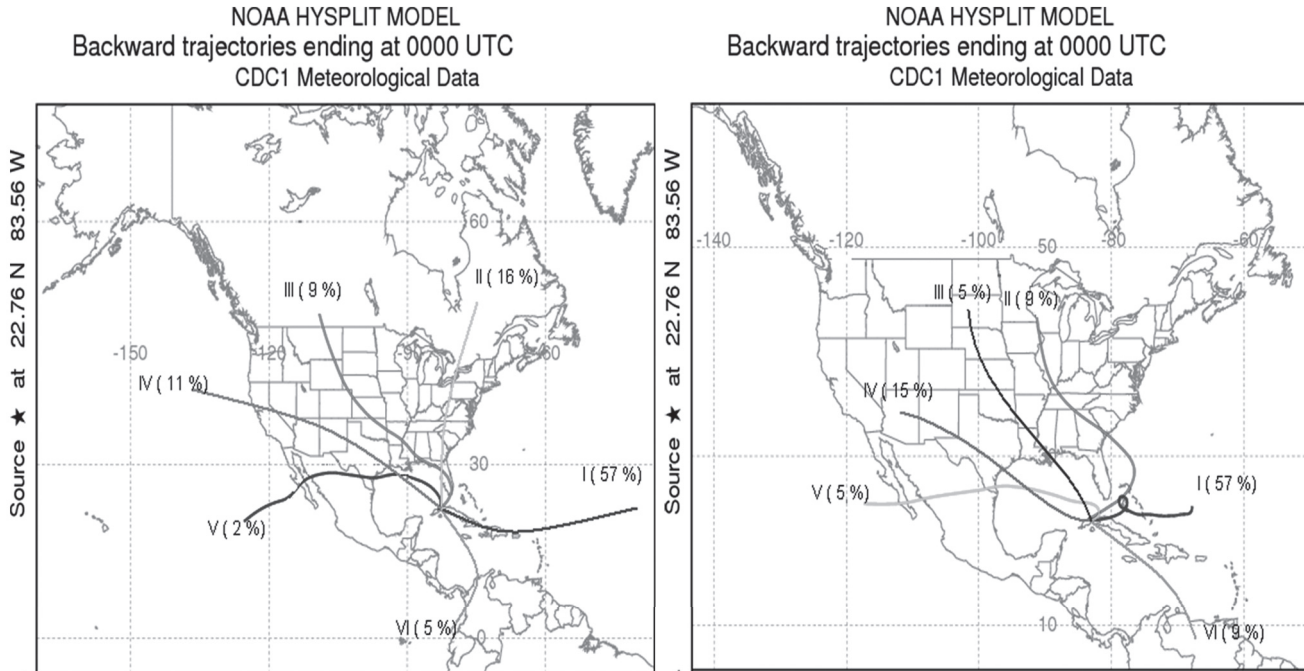 NOAA HYSPLIT MODEL
Backward trajectories ending at 0000 UTC
CDC1 Meteorological Data
Source ★ at 22.76 N 83.56 W
60
II ( 16 %)
III ( 9 %)
-150
-120
-90
-60
IV ( 11 %)
30
I ( 57 %)
V ( 2 %)
VI ( 5 %)
0
NOAA HYSPLIT MODEL
Backward trajectories ending at 0000 UTC
CDC1 Meteorological Data
Source ★ at 22.76 N 83.56 W
-140
-120
-100
50
-80
-60
III ( 5 %)
II ( 9 %)
IV ( 15 %)
V ( 5 %)
I ( 57 %)
10
VI ( 9 %)